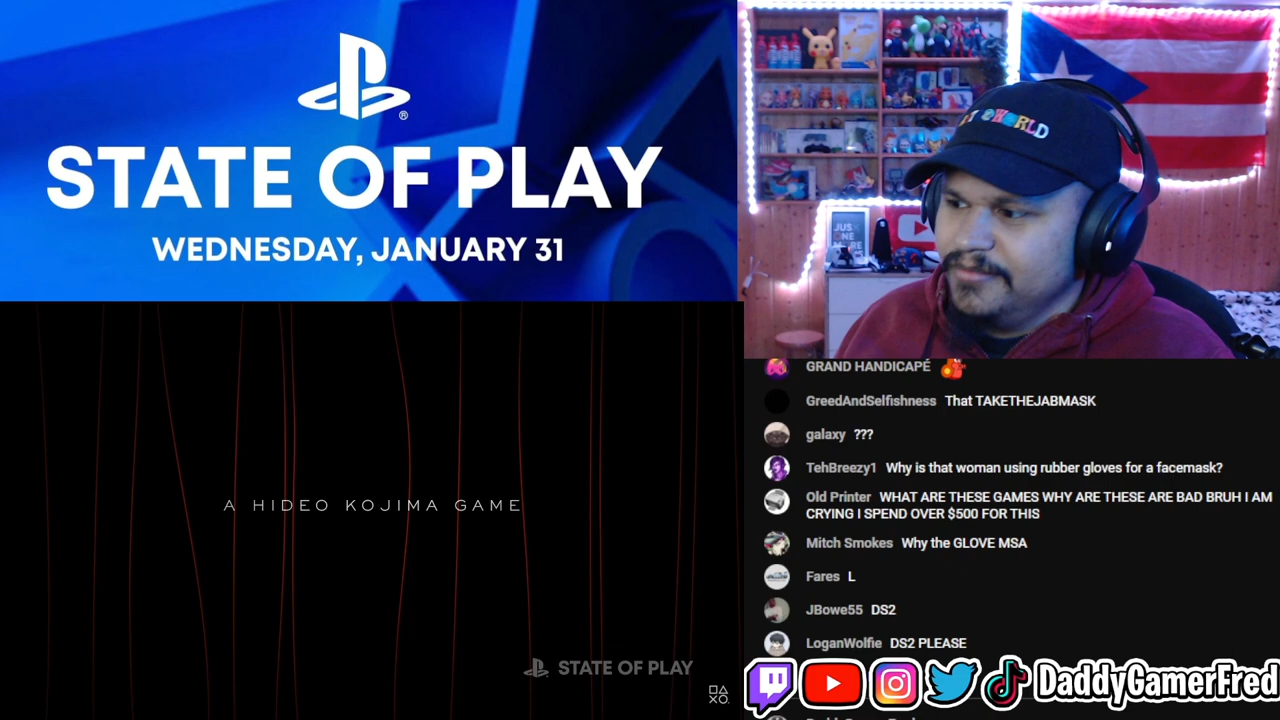 STATE OF PLAY
WEDNESDAY, JANUARY 31
A HIDEO KOJIMA GAME
STATE OF PLAY
JUS
ONE
MORE
GRAND HANDICAPÉ
GreedAndSelfishness That TAKETHEJABMASK
galaxy ???
TehBreezy1 Why is that woman using rubber gloves for a facemask?
Old Printer WHAT ARE THESE GAMES WHY ARE THESE ARE BAD BRUH I AM
CRYING I SPEND OVER $500 FOR THIS
Mitch Smokes Why the GLOVE MSA
Fares L
JBowe55 DS2
LoganWolfie DS2 PLEASE
DaddyGamerFred